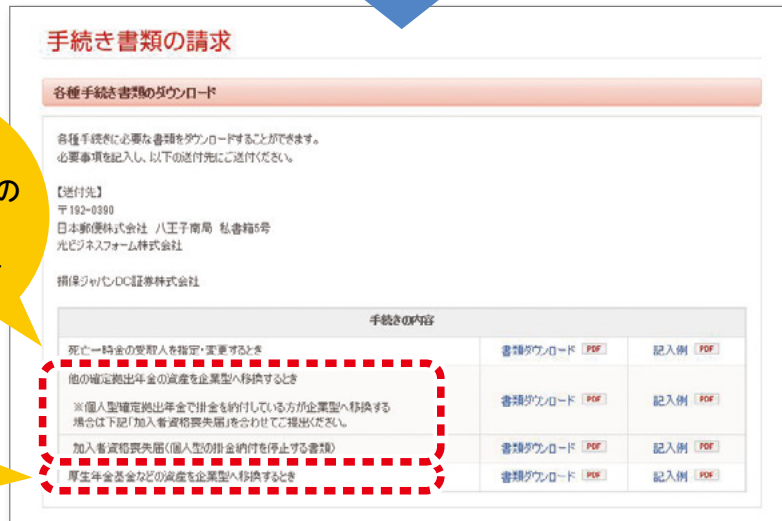 手続き書類の請求
各種手続き書類のダウンロード
各種手続きに必要な書類をダウンロードすることができます。
必要事項を記入し、以下の送付先にご送付ください。
の
【送付先】
〒192-0390
日本郵便株式会社 八王子南局 私書箱5号
光ビジネスフォーム株式会社
損保ジャパンDC証券株式会社
手続きの内容
死亡一時金の受取人を指定・変更するとき 書類ダウンロード PDF 記入例 PDF
他の確定拠出年金の資産を企業型へ移換するとき
※個人型確定拠出年金で掛金を納付している方が企業型へ移換する
場合は下記「加入者資格喪失届」を合わせてご提出ください。
書類ダウンロード PDF 記入例 PDF
加入者資格喪失届(個人型の掛金納付を停止する書類) 書類ダウンロード PDF 記入例 PDF
厚生年金基金などの資産を企業型へ移換するとき 書類ダウンロード PDF 記入例 PDF